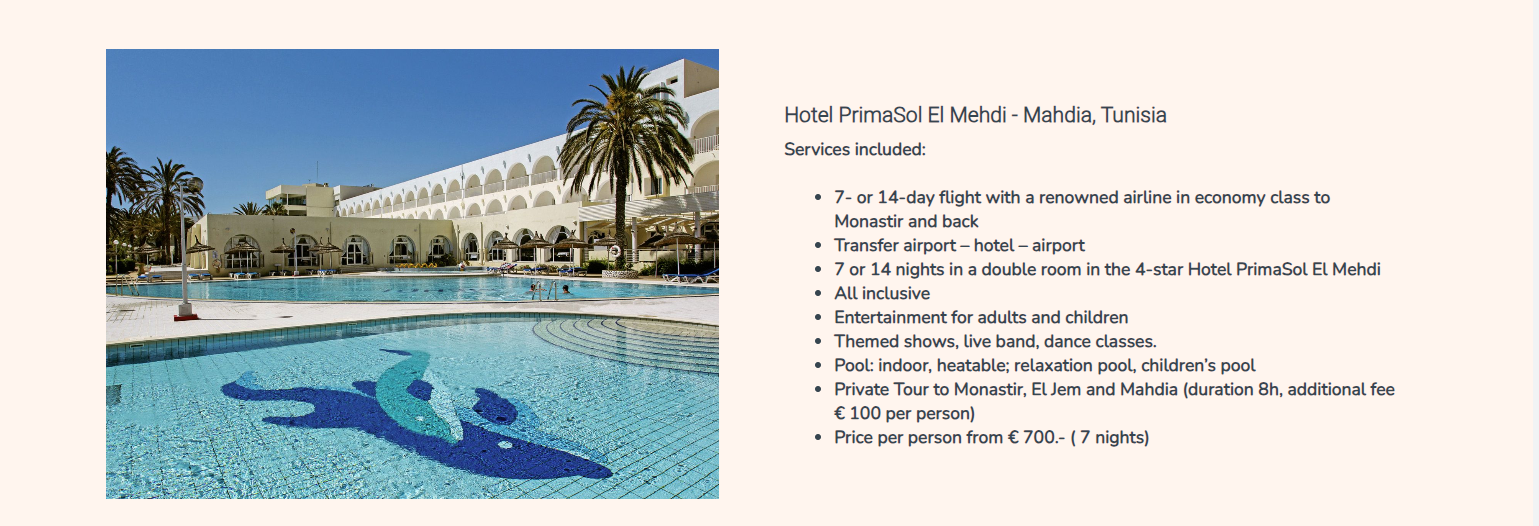 Hotel PrimaSol El Mehdi - Mahdia, Tunisia
Services included:
7- or 14-day flight with a renowned airline in economy class to
Monastir and back
Transfer airport – hotel – airport
7 or 14 nights in a double room in the 4-star Hotel PrimaSol El Mehdi
All inclusive
Entertainment for adults and children
Themed shows, live band, dance classes.
Pool: indoor, heatable; relaxation pool, children's pool
Private Tour to Monastir, El Jem and Mahdia (duration 8h, additional fee
€ 100 per person)
Price per person from € 700.- ( 7 nights)